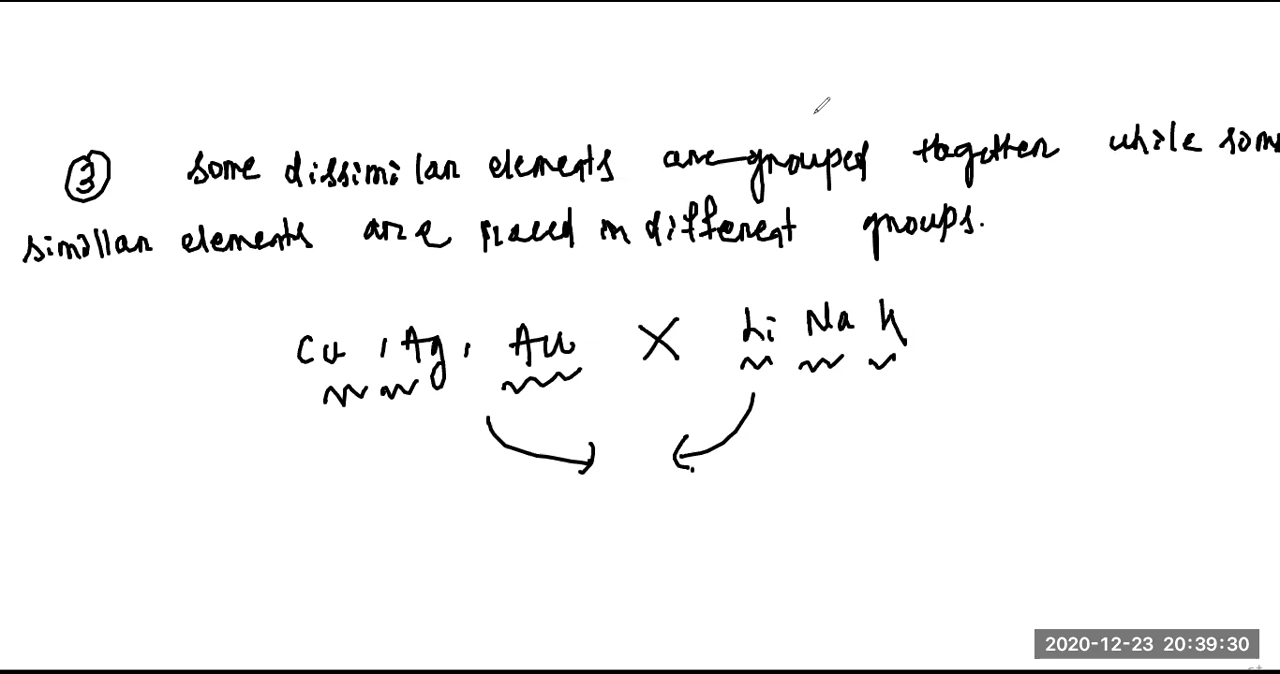 ③ some dissimilar elements are grouped together while som
similar elements are placed in different groups.
Cu , Ag , Au X Li Na K
2020-12-23 20:39:30